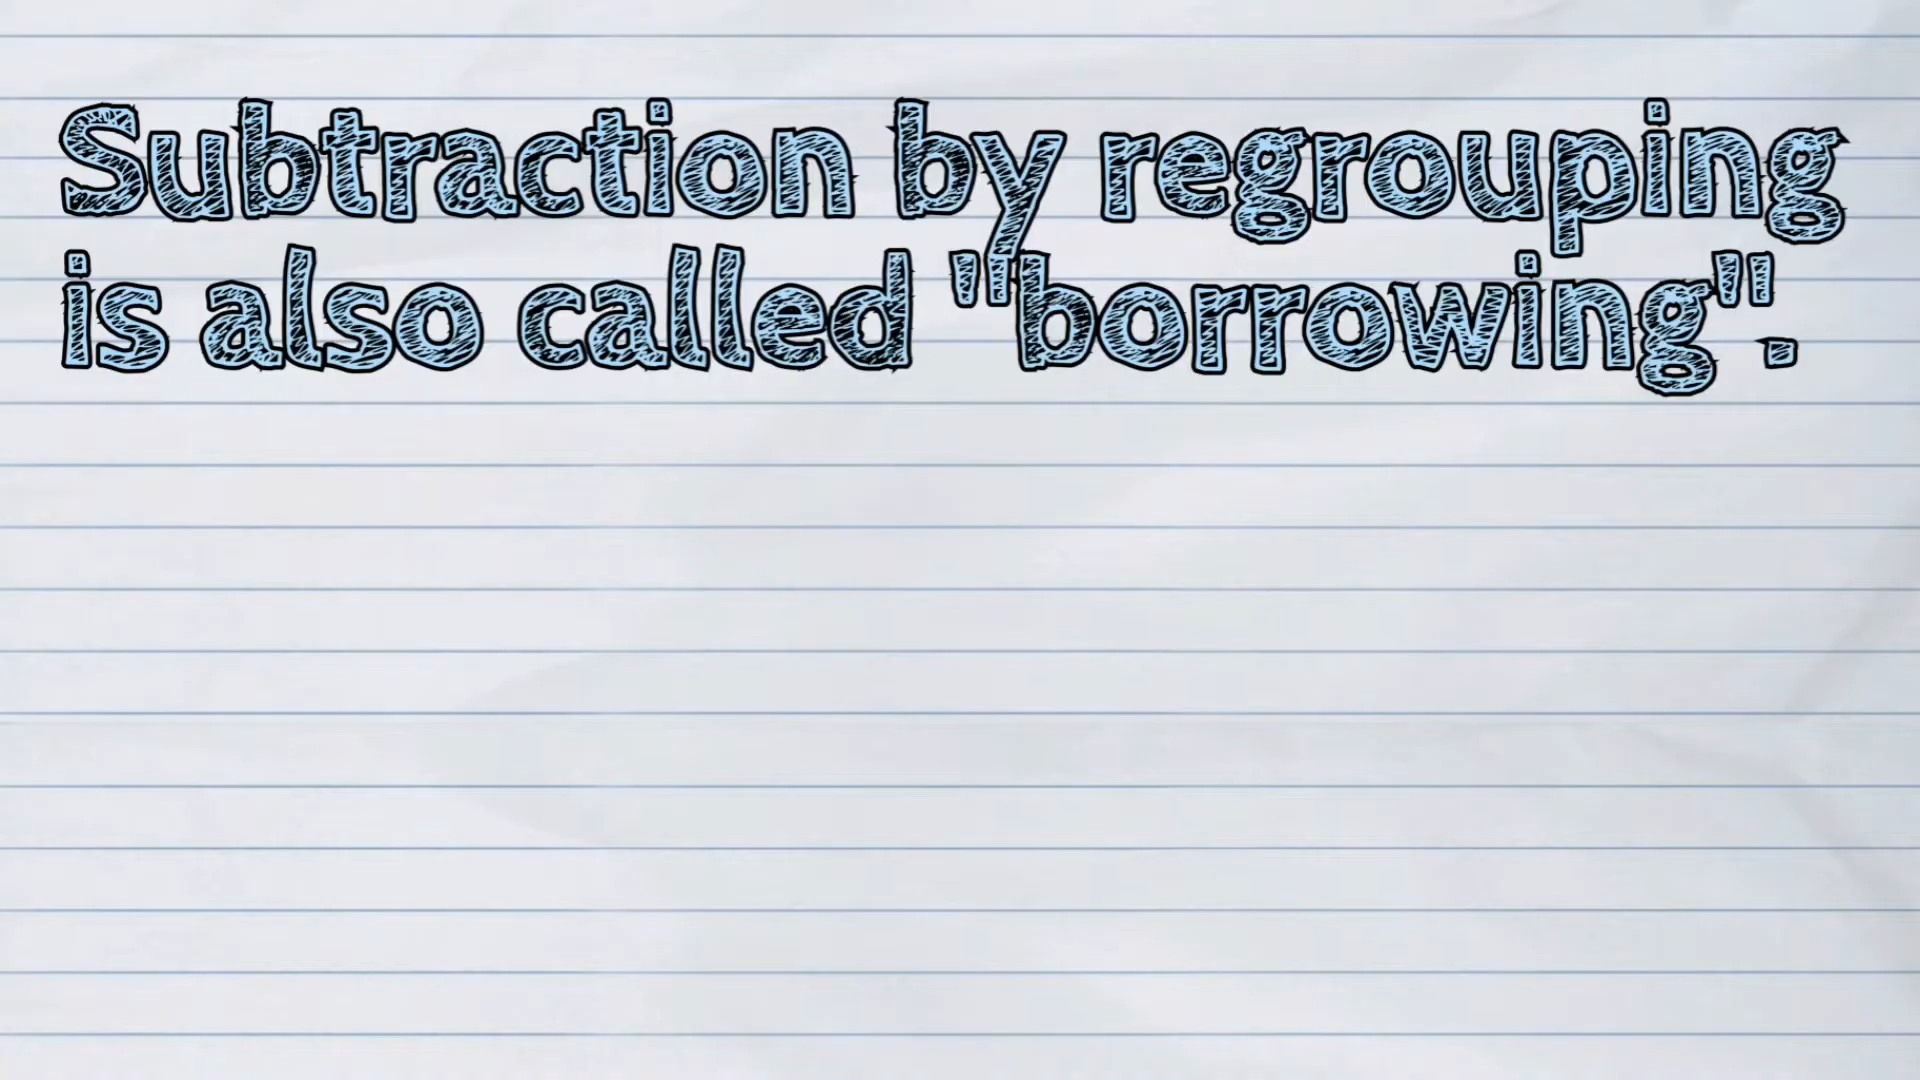 Subtraction by regrouping
is also called "borrowing".